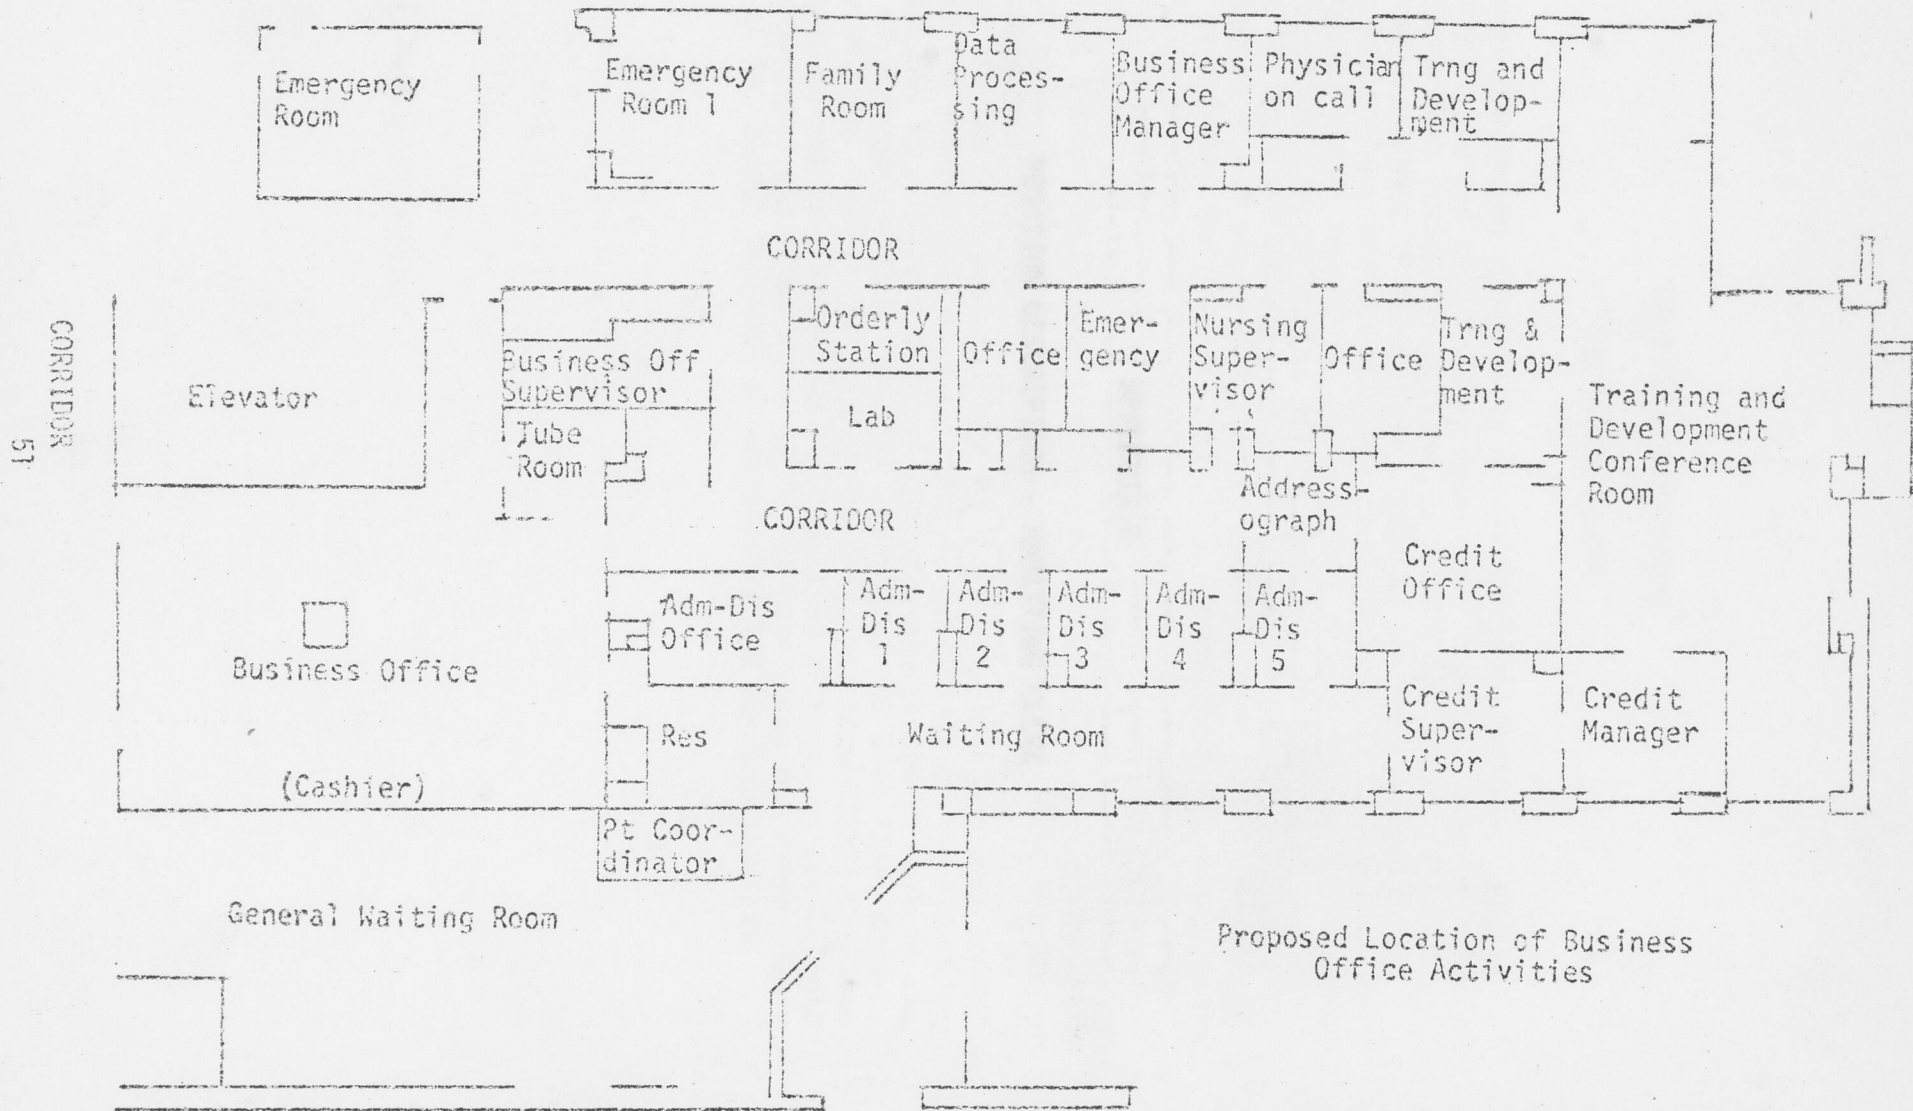 Emergency
Room
Emergency
Room 1
Family
Room
Data
Proces-
sing
Business
Office
Manager
Physician
on call
Trng and
Develop-
ment
CORRIDOR
CORRIDOR
51
Elevator
Business Off
Supervisor
Tube
Room
Orderly
Station
Lab
Office
Emer-
gency
Nursing
Super-
visor
Office
Trng &
Develop-
ment
Training and
Development
Conference
Room
CORRIDOR
Address-
ograph
Credit
Office
Business Office
(Cashier)
Adm-Dis
Office
Adm-
Dis
1
Adm-
Dis
2
Adm-
Dis
3
Adm-
Dis
4
Adm-
Dis
5
Res
Waiting Room
Credit
Super-
visor
Credit
Manager
Pt Coor-
dinator
General Waiting Room
Proposed Location of Business
Office Activities